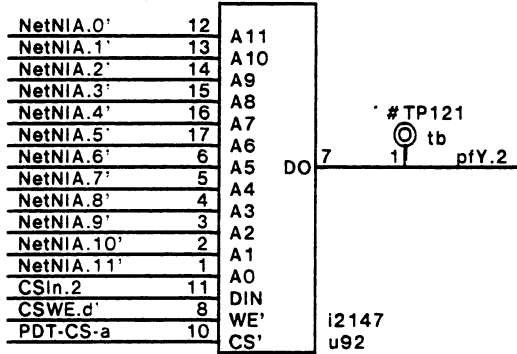 NetNIA.0' 12 A11
NetNIA.1' 13 A10
NetNIA.2' 14 A9
NetNIA.3' 15 A8
NetNIA.4' 16 A7
NetNIA.5' 17 A6
NetNIA.6' 6 A5
NetNIA.7' 5 A4
NetNIA.8' 4 A3
NetNIA.9' 3 A2
NetNIA.10' 2 A1
NetNIA.11' 1 A0
CSIn.2 11 DIN
CSWE.d' 8 WE'
PDT-CS-a 10 CS'
DO 7 1 pfY.2
#TP121
tb
i2147
u92